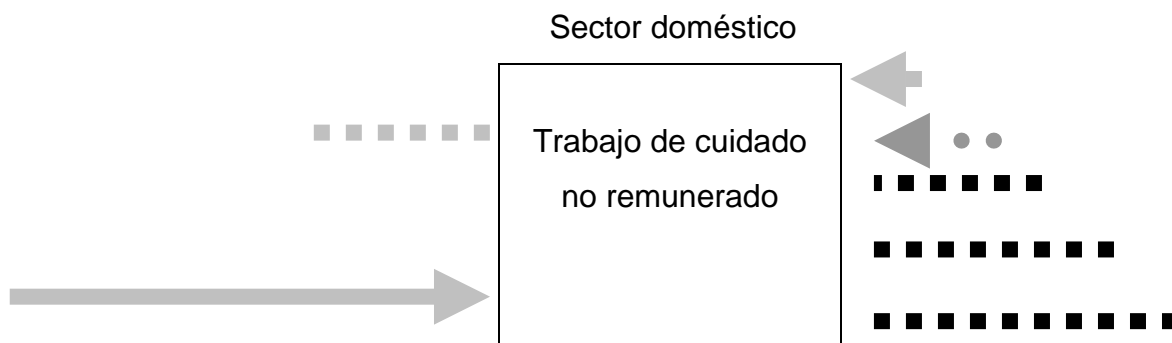 Sector doméstico
Trabajo de cuidado
no remunerado